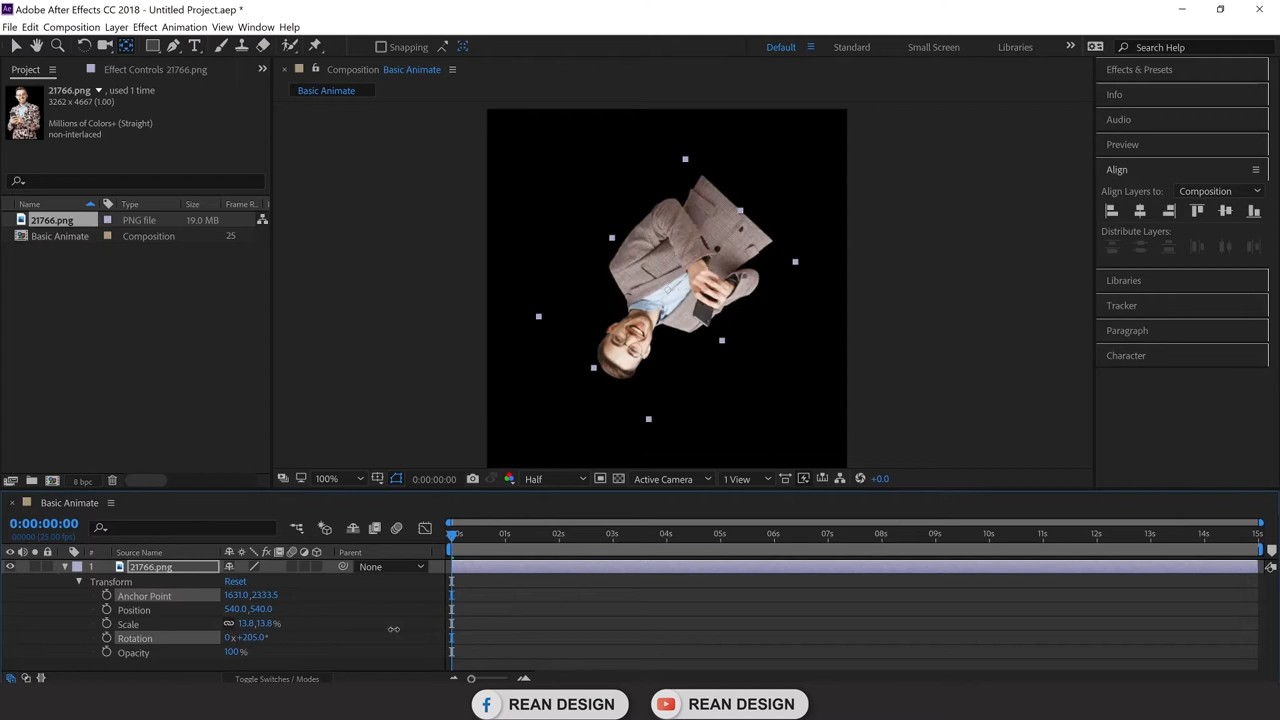 Adobe After Effects CC 2018 - Untitled Project.aep *
File Edit Composition Layer Effect Animation View Window Help
Snapping
Default
Standard
Small Screen
Libraries
Search Help
Project
Effect Controls 21766.png
Composition Basic Animate
Basic Animate
21766.png , used 1 time
3262 x 4667 (1.00)
Millions of Colors+ (Straight)
non-interlaced
Name Type Size Frame R..
21766.png PNG file 19.0 MB
Basic Animate Composition 25
8 bpc
Effects & Presets
Info
Audio
Preview
Align
Align Layers to: Composition
Distribute Layers:
Libraries
Tracker
Paragraph
Character
100% 0:00:00:00 Half Active Camera 1 View +0.0
Basic Animate
0:00:00:00
00000 (25.00 fps)
# Source Name Parent
1 21766.png None
Transform Reset
Anchor Point 1631.0,2333.5
Position 540.0,540.0
Scale 13.8,13.8%
Rotation 0x+205.0°
Opacity 100%
Toggle Switches / Modes
01s 02s 03s 04s 05s 06s 07s 08s 09s 10s 11s 12s 13s 14s 15s
REAN DESIGN
REAN DESIGN